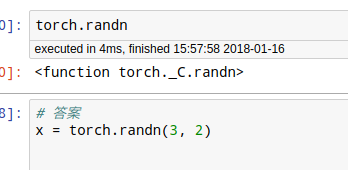 0]: torch.randn
executed in 4ms, finished 15:57:58 2018-01-16
0]: <function torch._C.randn>
8]: # 答案
x = torch.randn(3, 2)